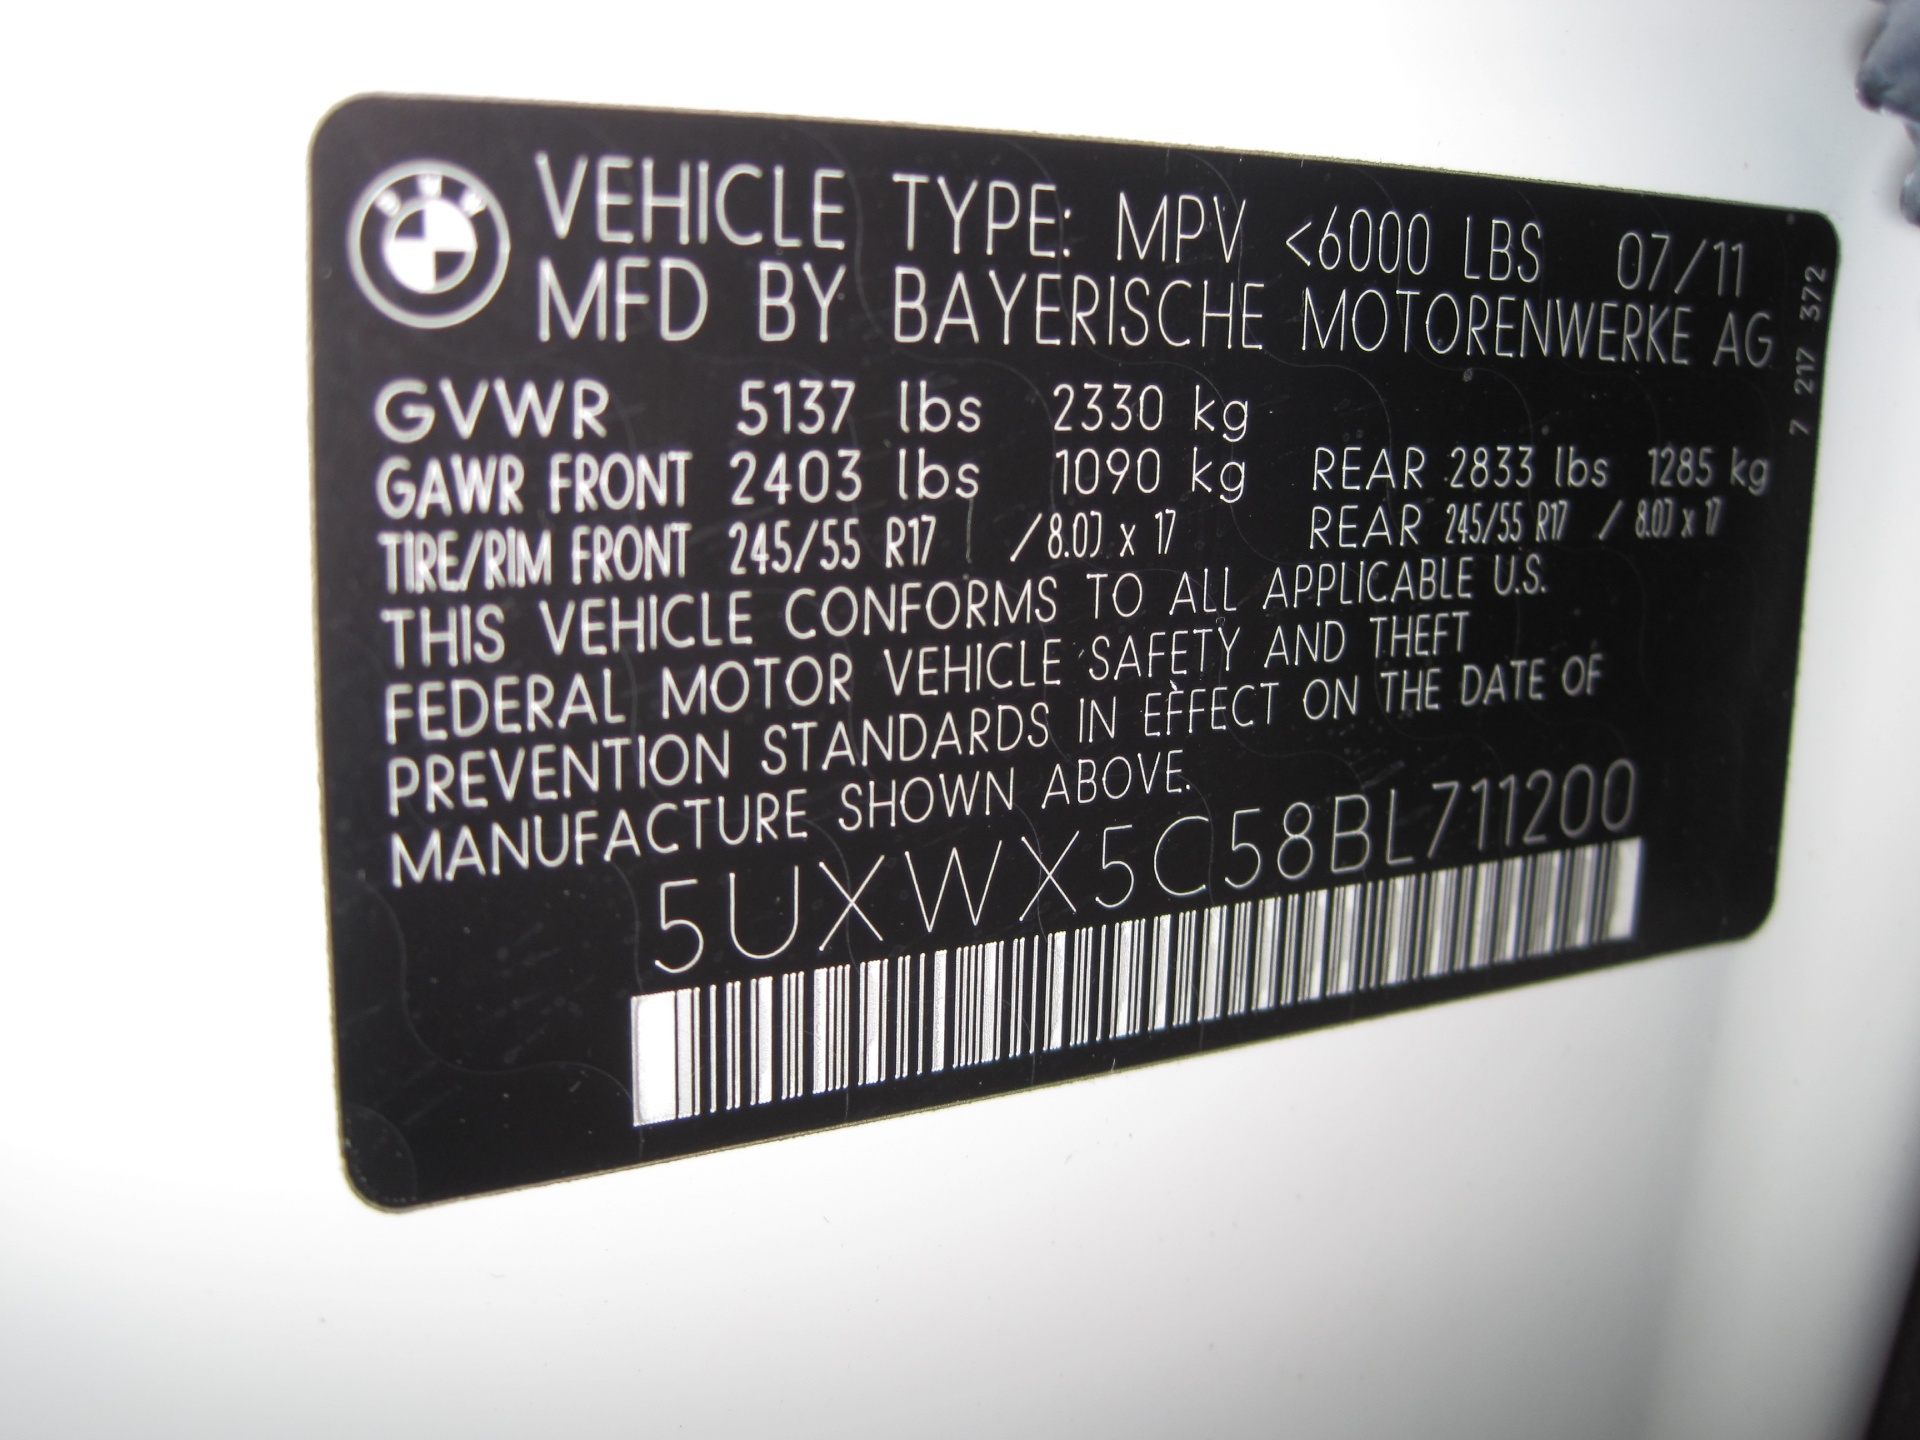 BMW
VEHICLE TYPE: MPV <6000 LBS 07/11
MFD BY BAYERISCHE MOTORENWERKE AG
7 217 372
GVWR 5137 lbs 2330 kg
GAWR FRONT 2403 lbs 1090 kg REAR 2833 lbs 1285 kg
TIRE/RIM FRONT 245/55 R17 /8.0J x 17 REAR 245/55 R17 / 8.0J x 17
THIS VEHICLE CONFORMS TO ALL APPLICABLE U.S.
FEDERAL MOTOR VEHICLE SAFETY AND THEFT
PREVENTION STANDARDS IN EFFECT ON THE DATE OF
MANUFACTURE SHOWN ABOVE.
5UXWX5C58BL711200